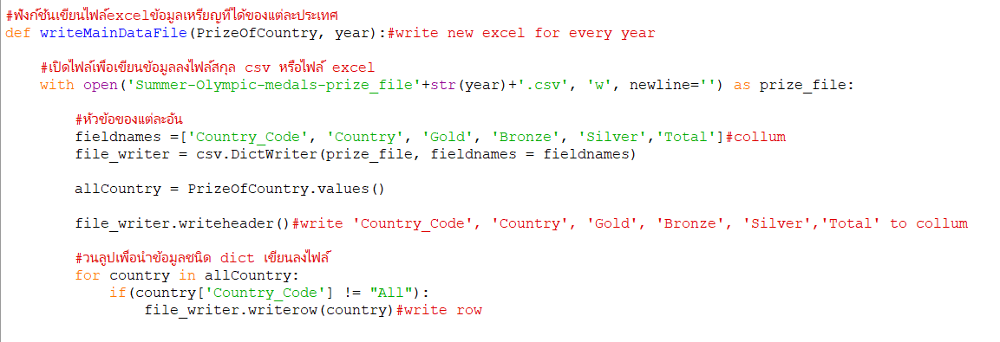 #ฟังก์ชันเขียนไฟล์excelข้อมูลเหรียญที่ได้ของแต่ละประเทศ
def writeMainDataFile(PrizeOfCountry, year):#write new excel for every year
#เปิดไฟล์เพื่อเขียนข้อมูลลงไฟล์สกุล csv หรือไฟล์ excel
with open('Summer-Olympic-medals-prize_file'+str(year)+'.csv', 'w', newline='') as prize_file:
#หัวข้อของแต่ละอัน
fieldnames =['Country_Code', 'Country', 'Gold', 'Bronze', 'Silver','Total']#collum
file_writer = csv.DictWriter(prize_file, fieldnames = fieldnames)
allCountry = PrizeOfCountry.values()
file_writer.writeheader()#write 'Country_Code', 'Country', 'Gold', 'Bronze', 'Silver','Total' to collum
#วนลูปเพื่อนำข้อมูลชนิด dict เขียนลงไฟล์
for country in allCountry:
if(country['Country_Code'] != "All"):
file_writer.writerow(country)#write row